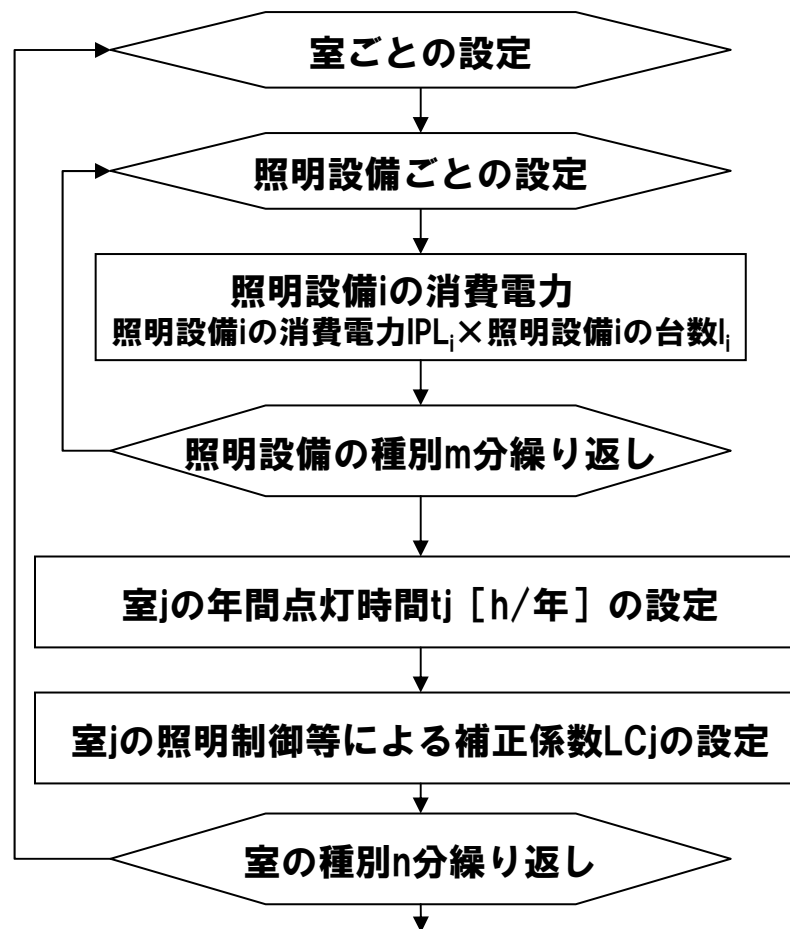 室ごとの設定
照明設備ごとの設定
照明設備iの消費電力
照明設備iの消費電力IPLi×照明設備iの台数Ii
照明設備の種別m分繰り返し
室jの年間点灯時間tj［h/年］の設定
室jの照明制御等による補正係数LCjの設定
室の種別n分繰り返し